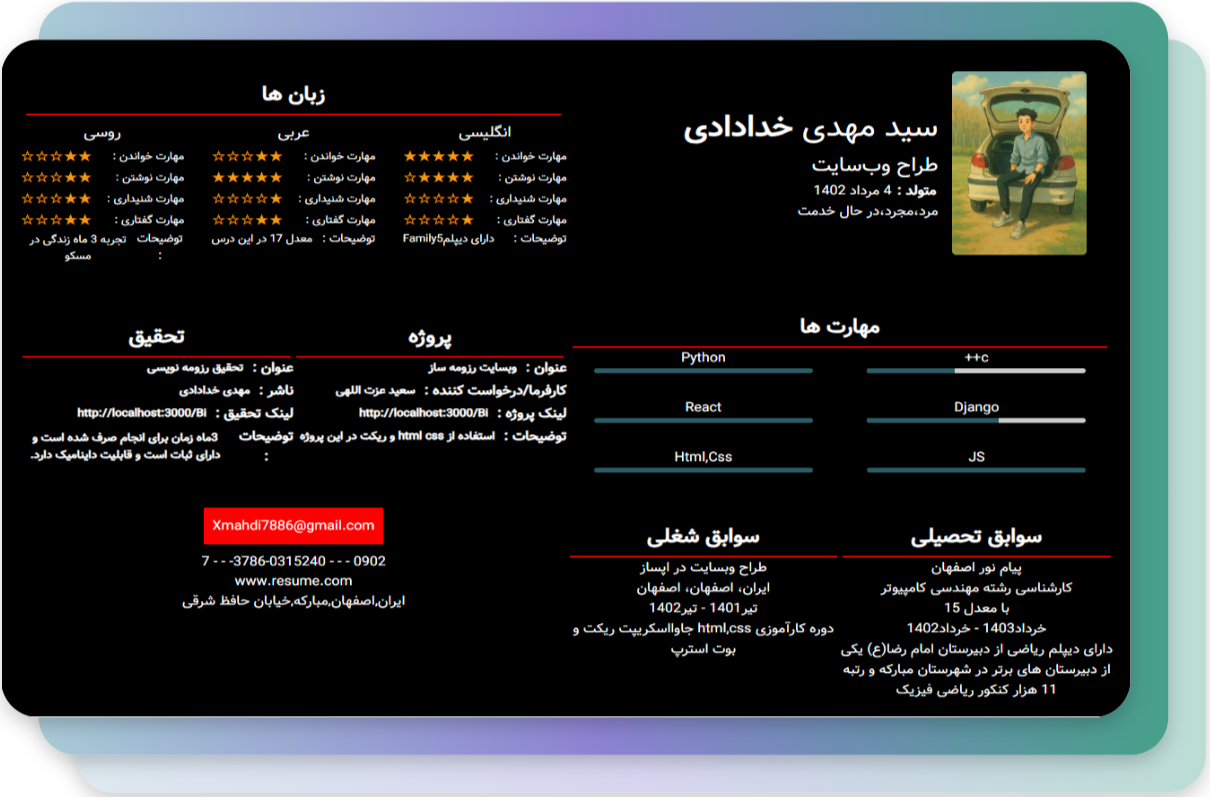 سید مهدی خدادادی
طراح وب‌سایت
متولد : 4 مرداد 1402
مرد،مجرد،در حال خدمت
زبان ها
انگلیسی
مهارت خواندن : ★★★★★
مهارت نوشتن : ★★★★☆
مهارت شنیداری : ★☆☆☆☆
مهارت گفتاری : ★☆☆☆☆
توضیحات : دارای دیپلمFamily5
عربی
مهارت خواندن : ★★☆☆☆
مهارت نوشتن : ★★★★★
مهارت شنیداری : ★☆☆☆☆
مهارت گفتاری : ★★☆☆☆
توضیحات : معدل 17 در این درس
روسی
مهارت خواندن : ★★☆☆☆
مهارت نوشتن : ★★☆☆☆
مهارت شنیداری : ★★☆☆☆
مهارت گفتاری : ★★☆☆☆
توضیحات : تجربه 3 ماه زندگی در
مسکو
مهارت ها
++c
Python
Django
React
JS
Html,Css
پروژه
عنوان : وبسایت رزومه ساز
کارفرما/درخواست کننده : سعید عزت اللهی
لینک پروژه : http://localhost:3000/Bi
توضیحات : استفاده از html css و ریکت در این پروژه
تحقیق
عنوان : تحقیق رزومه نویسی
ناشر : مهدی خدادادی
لینک تحقیق : http://localhost:3000/Bi
توضیحات : 3ماه زمان برای انجام صرف شده است و
دارای ثبات است و قابلیت داینامیک دارد.
سوابق تحصیلی
پیام نور اصفهان
کارشناسی رشته مهندسی کامپیوتر
با معدل 15
خرداد1403 - خرداد1402
دارای دیپلم ریاضی از دبیرستان امام رضا(ع) یکی
از دبیرستان های برتر در شهرستان مبارکه و رتبه
11 هزار کنکور ریاضی فیزیک
سوابق شغلی
طراح وبسایت در اپساز
ایران، اصفهان، اصفهان
تیر1401 - تیر1402
دوره کارآموزی html,css جاوااسکریپت ریکت و
بوت استرپ
Xmahdi7886@gmail.com
7 - - -3786-0315240 - - - 0902
www.resume.com
ایران,اصفهان,مبارکه,خیابان حافظ شرقی